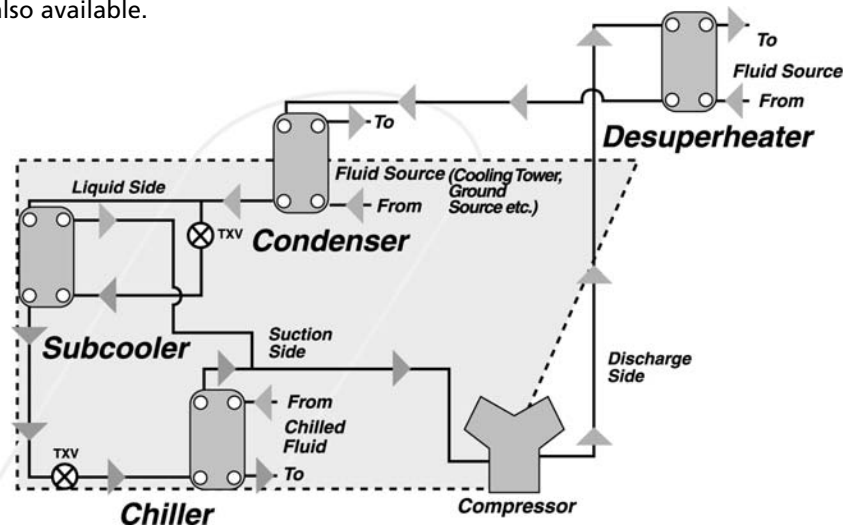 also available.
To
Fluid Source
From
Desuperheater
To
Fluid Source (Cooling Tower,
Ground
Source etc.)
From
Liquid Side
TXV
Condenser
Subcooler
Suction
Side
Discharge
Side
From
Chilled
Fluid
To
TXV
Chiller
Compressor